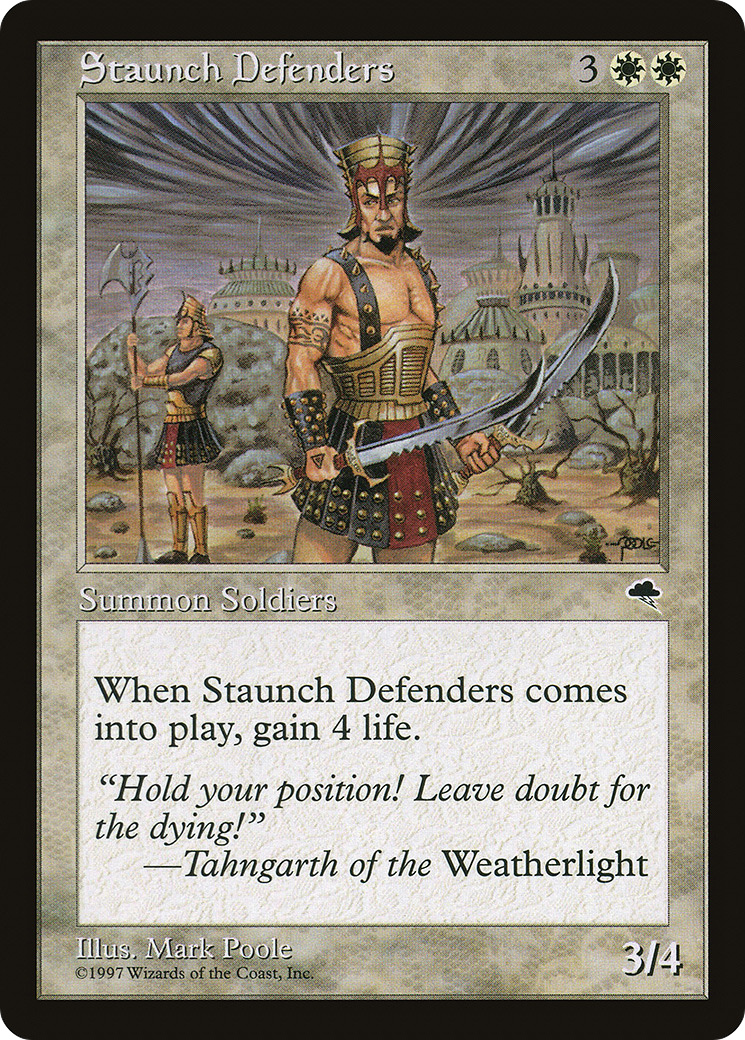 Staunch Defenders 3
Summon Soldiers
When Staunch Defenders comes
into play, gain 4 life.
“Hold your position! Leave doubt for
the dying!”
—Tahngarth of the Weatherlight
Illus. Mark Poole
©1997 Wizards of the Coast, Inc.
3/4